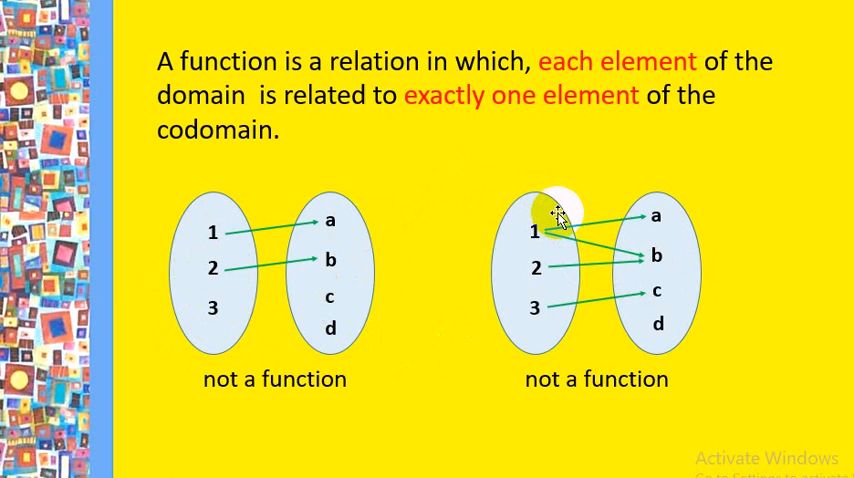 A function is a relation in which, each element of the
domain is related to exactly one element of the
codomain.
1 a
2 b
3 c
d
not a function
1 a
2 b
3 c
d
not a function
Activate Windows